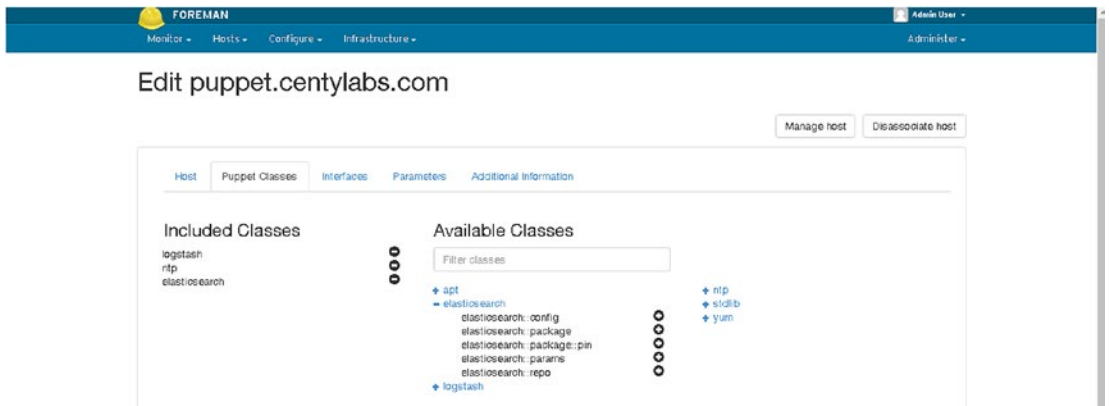 FOREMAN
Admin User
Monitor Hosts Configure Infrastructure Administer
Edit puppet.centylabs.com
Manage host Disassociate host
Host Puppet Classes Interfaces Parameters Additional Information
Included Classes
logstash
ntp
elasticsearch
Available Classes
Filter classes
apt
elasticsearch
elasticsearch::config
elasticsearch::package
elasticsearch::package::pin
elasticsearch::params
elasticsearch::repo
logstash
ntp
stdlib
yum